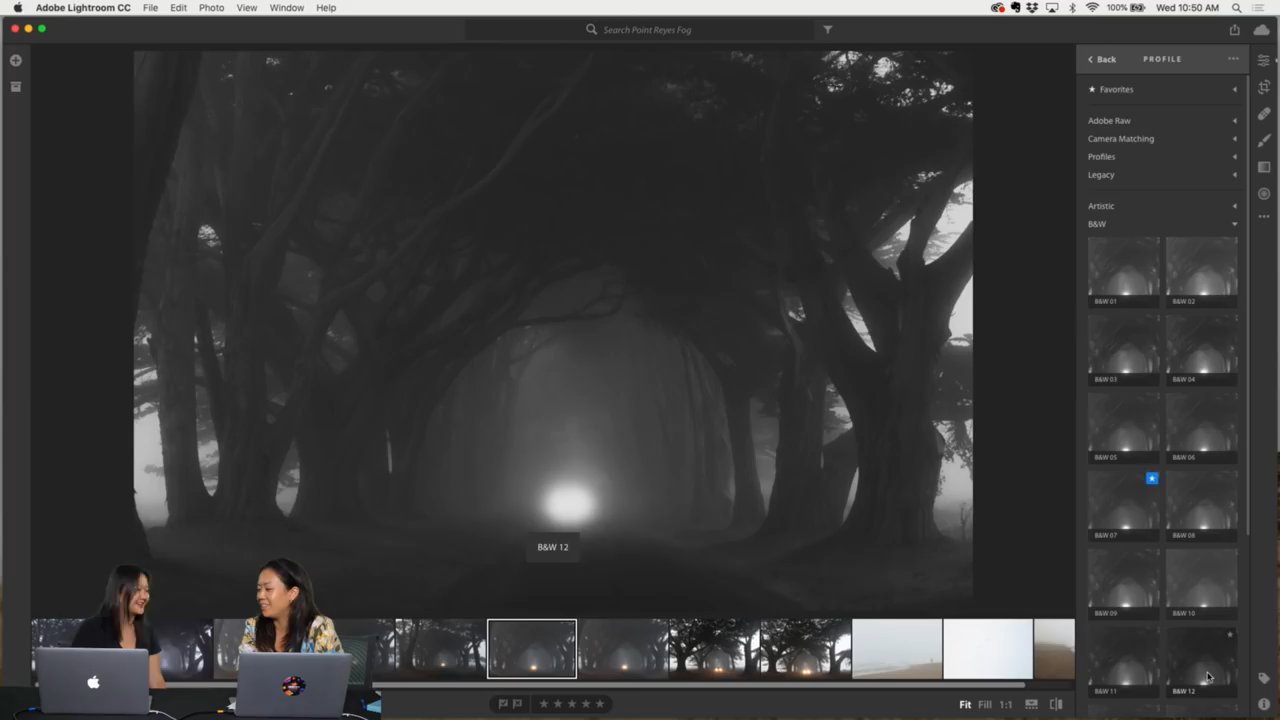 Adobe Lightroom CC File Edit Photo View Window Help
100% Wed 10:50 AM
Search Point Reyes Fog
Back PROFILE
Favorites
Adobe Raw
Camera Matching
Profiles
Legacy
Artistic
B&W
B&W 01 B&W 02
B&W 03 B&W 04
B&W 05 B&W 06
B&W 07 B&W 08
B&W 09 B&W 10
B&W 11 B&W 12
B&W 12
Fit Fill 1:1